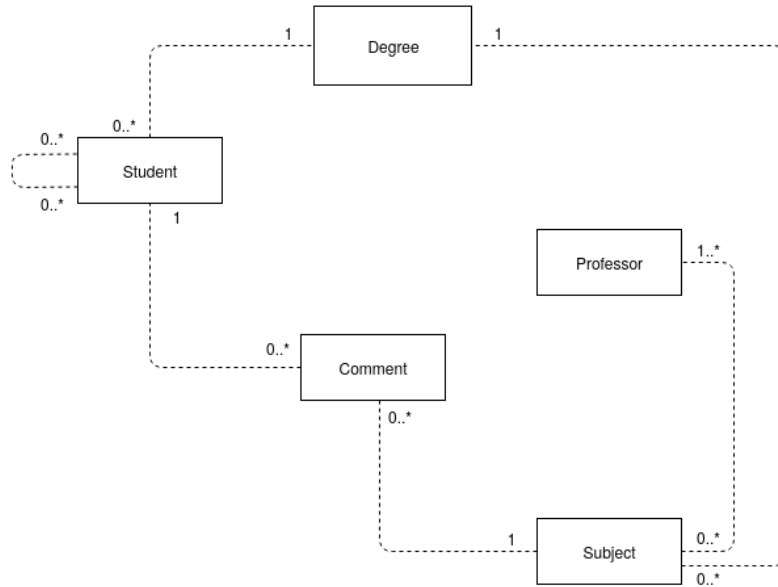 1
Degree
1
0..*
0..*
Student
0..*
1
Professor
1..*
0..*
Comment
0..*
1
Subject
0..*
0..*